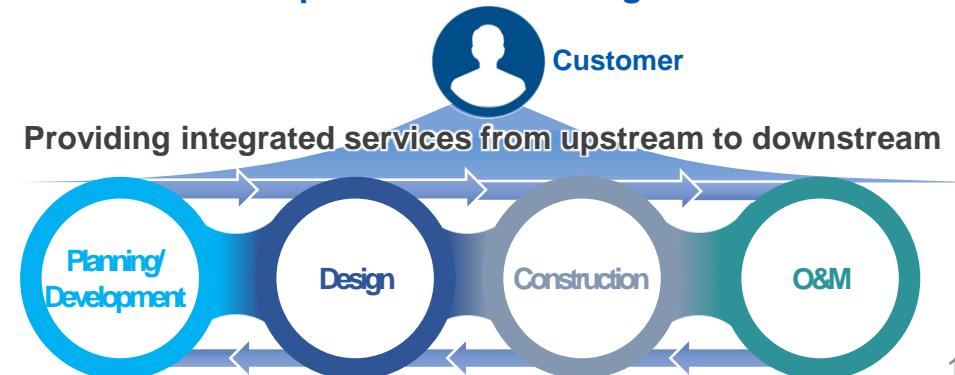 Customer
Providing integrated services from upstream to downstream
Planning/
Development
Design
Construction
O&M